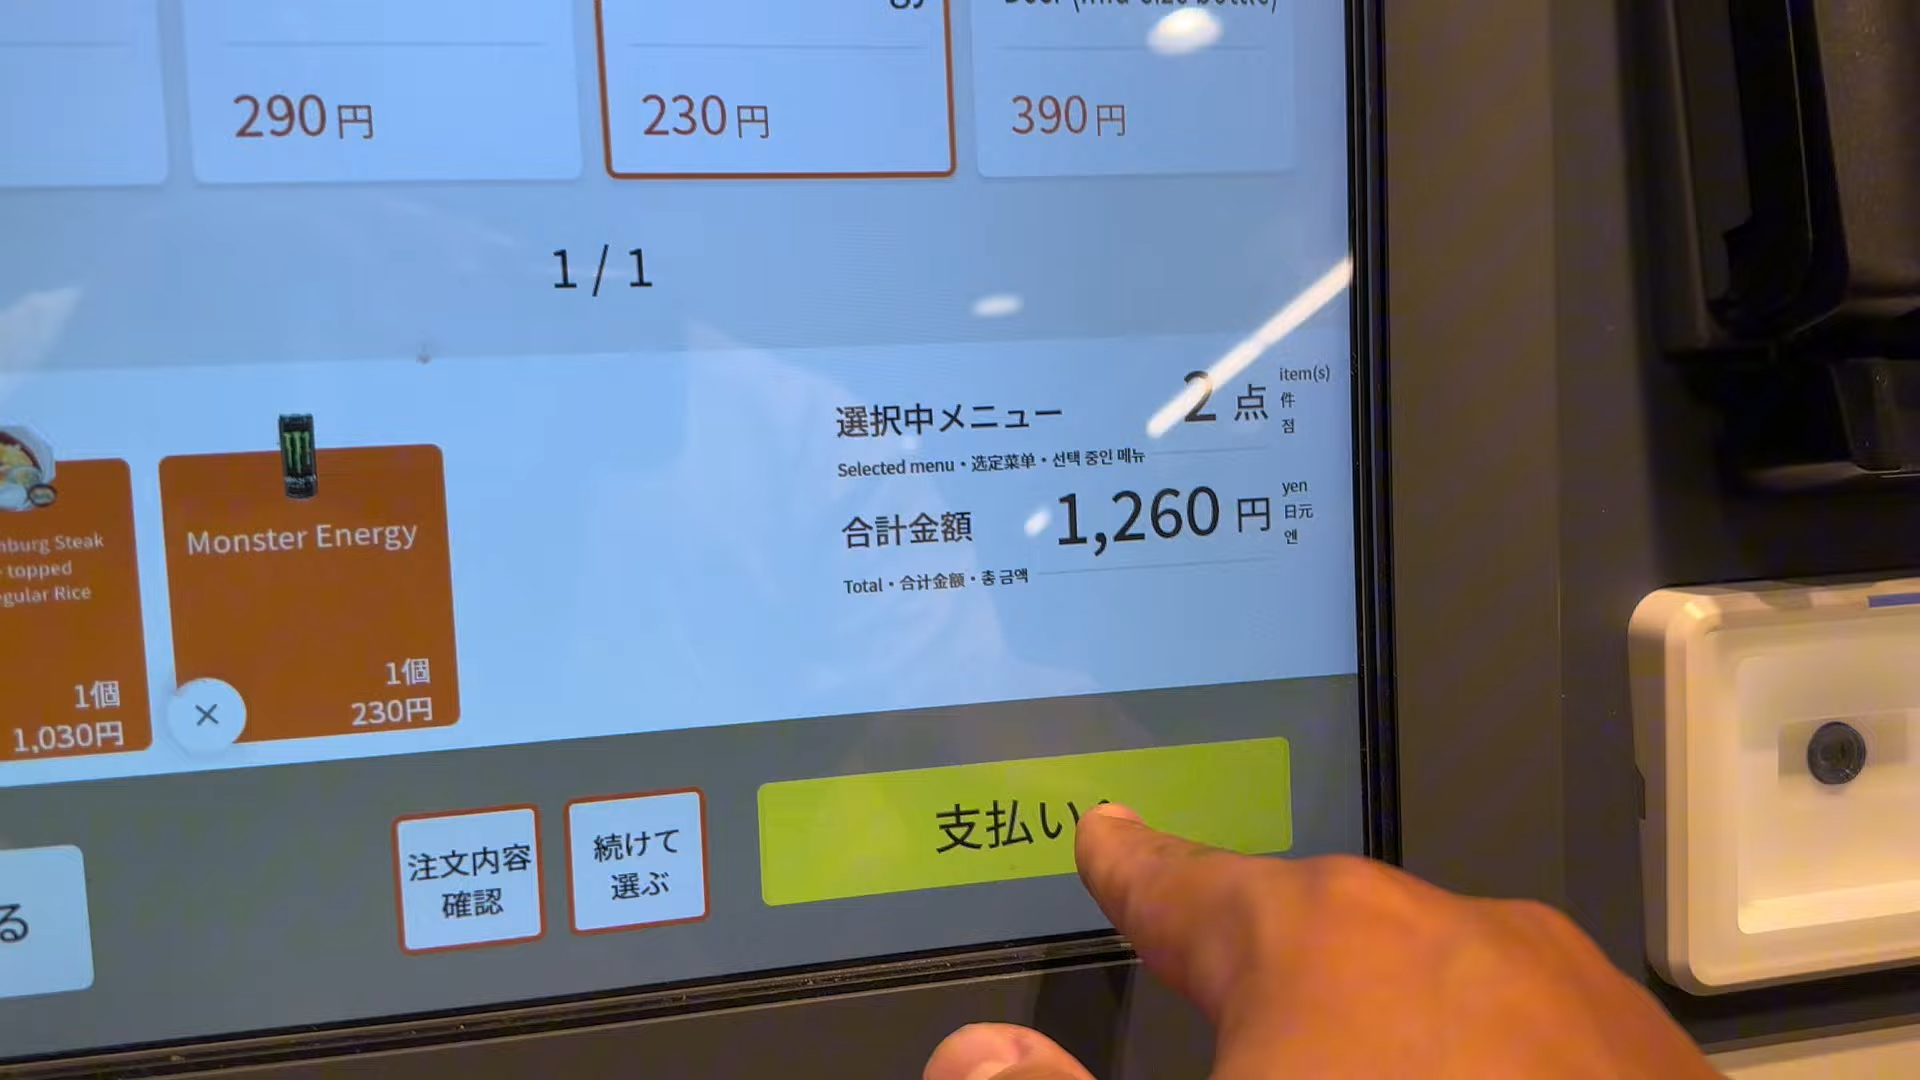 290円
230円
390円
1 / 1
選択中メニュー 2 点 item(s) 件 점
Selected menu・选定菜单・선택 중인 메뉴
合計金額 1,260 円 yen 日元 엔
Total・合计金额・총 금액
Steak
topped
Rice
1個
1,030円
Monster Energy
1個
230円
×
る
注文内容
確認
続けて
選ぶ
支払い